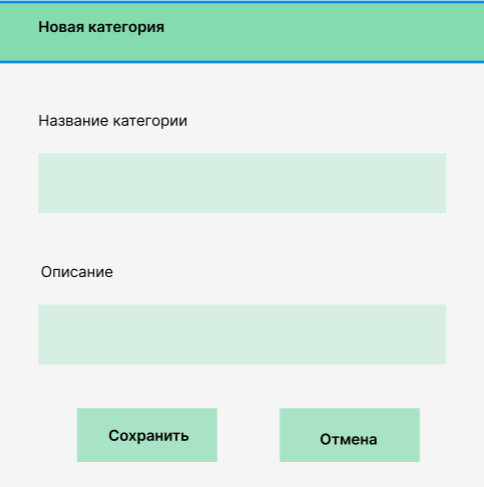 Новая категория
Название категории
Описание
Сохранить
Отмена